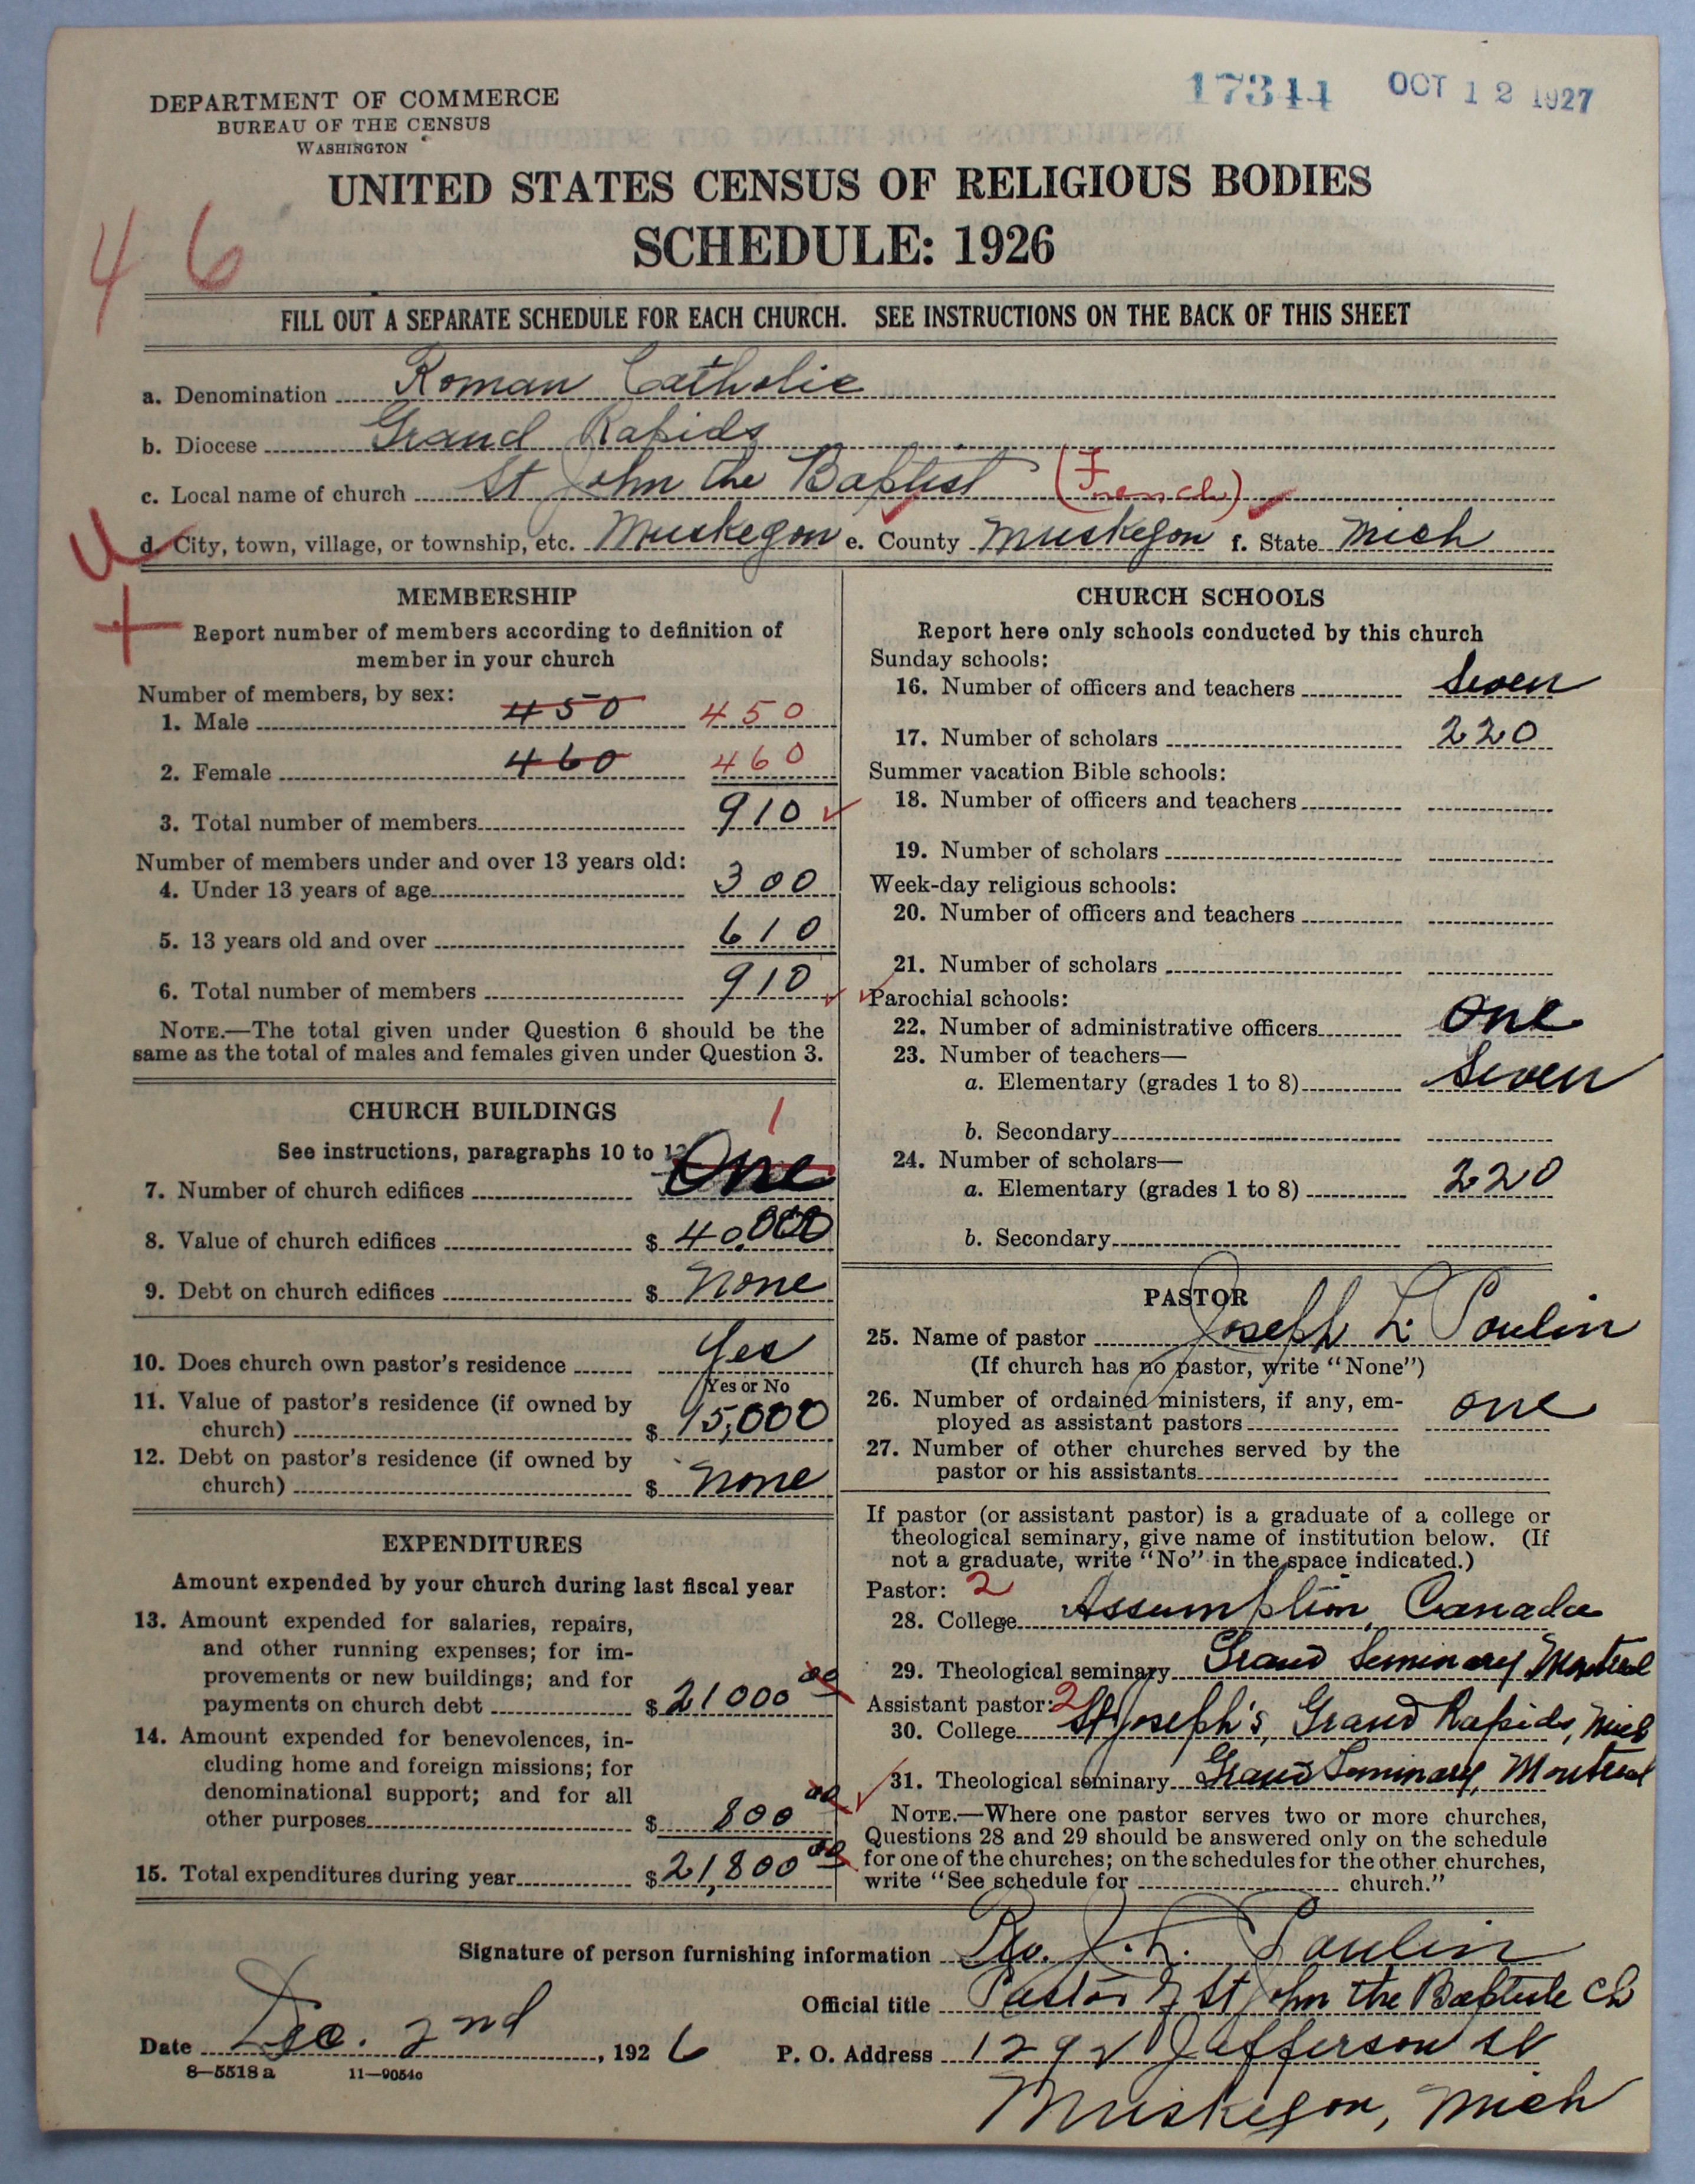 DEPARTMENT OF COMMERCE
BUREAU OF THE CENSUS
WASHINGTON
17344 OCT 12 1927
UNITED STATES CENSUS OF RELIGIOUS BODIES
SCHEDULE: 1926
46
FILL OUT A SEPARATE SCHEDULE FOR EACH CHURCH. SEE INSTRUCTIONS ON THE BACK OF THIS SHEET
a. Denomination Roman Catholic
b. Diocese Grand Rapids
c. Local name of church St John the Baptist (French)
d. City, town, village, or township, etc. Muskegon e. County Muskegon f. State Mich
MEMBERSHIP
Report number of members according to definition of
member in your church
Number of members, by sex:
1. Male 450 450
2. Female 460 460
3. Total number of members 910
Number of members under and over 13 years old:
4. Under 13 years of age 300
5. 13 years old and over 610
6. Total number of members 910
NOTE.—The total given under Question 6 should be the
same as the total of males and females given under Question 3.
CHURCH BUILDINGS
1
See instructions, paragraphs 10 to 12
7. Number of church edifices One
8. Value of church edifices $ 40,000
9. Debt on church edifices $ None
10. Does church own pastor's residence Yes
Yes or No
11. Value of pastor's residence (if owned by
church) $ 15,000
12. Debt on pastor's residence (if owned by
church) $ None
EXPENDITURES
Amount expended by your church during last fiscal year
13. Amount expended for salaries, repairs,
and other running expenses; for im-
provements or new buildings; and for
payments on church debt $ 21000 00
14. Amount expended for benevolences, in-
cluding home and foreign missions; for
denominational support; and for all
other purposes $ 800 00
15. Total expenditures during year $ 21,800 00
CHURCH SCHOOLS
Report here only schools conducted by this church
Sunday schools:
16. Number of officers and teachers Seven
17. Number of scholars 220
Summer vacation Bible schools:
18. Number of officers and teachers
19. Number of scholars
Week-day religious schools:
20. Number of officers and teachers
21. Number of scholars
Parochial schools:
22. Number of administrative officers One
23. Number of teachers—
a. Elementary (grades 1 to 8) Seven
b. Secondary
24. Number of scholars—
a. Elementary (grades 1 to 8) 220
b. Secondary
PASTOR
25. Name of pastor Joseph L. Poulin
(If church has no pastor, write "None")
26. Number of ordained ministers, if any, em-
ployed as assistant pastors one
27. Number of other churches served by the
pastor or his assistants
If pastor (or assistant pastor) is a graduate of a college or
theological seminary, give name of institution below. (If
not a graduate, write "No" in the space indicated.)
Pastor: 2
28. College Assumption, Canada
29. Theological seminary Grand Seminary Montreal
Assistant pastor: 2
30. College St Joseph's, Grand Rapids, Mich
31. Theological seminary Grand Seminary, Montreal
NOTE.—Where one pastor serves two or more churches,
Questions 28 and 29 should be answered only on the schedule
for one of the churches; on the schedules for the other churches,
write "See schedule for church."
Signature of person furnishing information Rev. J. L. Poulin
Official title Pastor of St John the Baptiste Ch
Date Dec. 2nd, 1926 P. O. Address 1292 Jefferson St
Muskegon, Mich
8—5518a 11—9054c